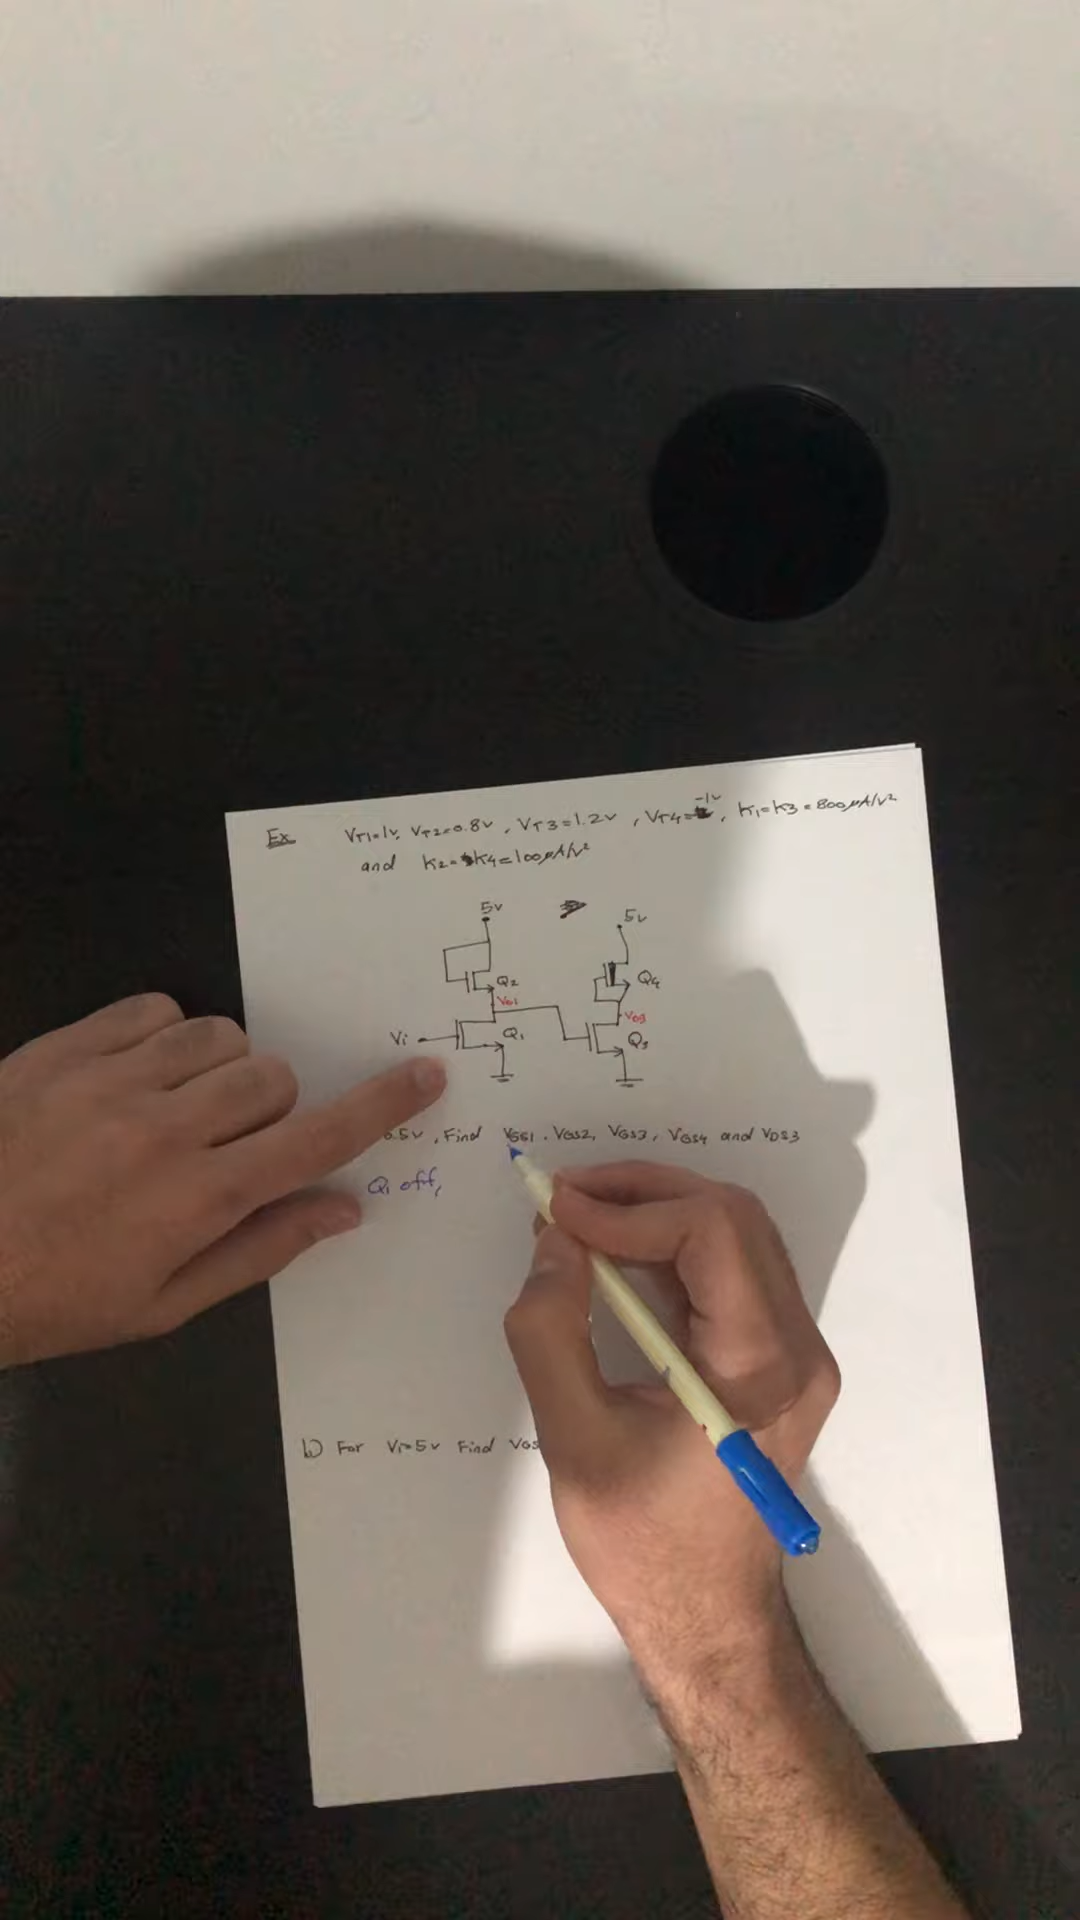 Ex VT1=1V, VT2=0.8V, VT3=1.2V, VT4=-1V, K1=K3=800μA/V²
and K2=K4=100μA/V²
5V
5V
Q2
Q4
Vo1
Vo3
Vi
Q1
Q3
0.5V, Find VGS1, VGS2, VGS3, VGS4 and VDS3
Q1 off,
b) For Vi=5V Find VGS